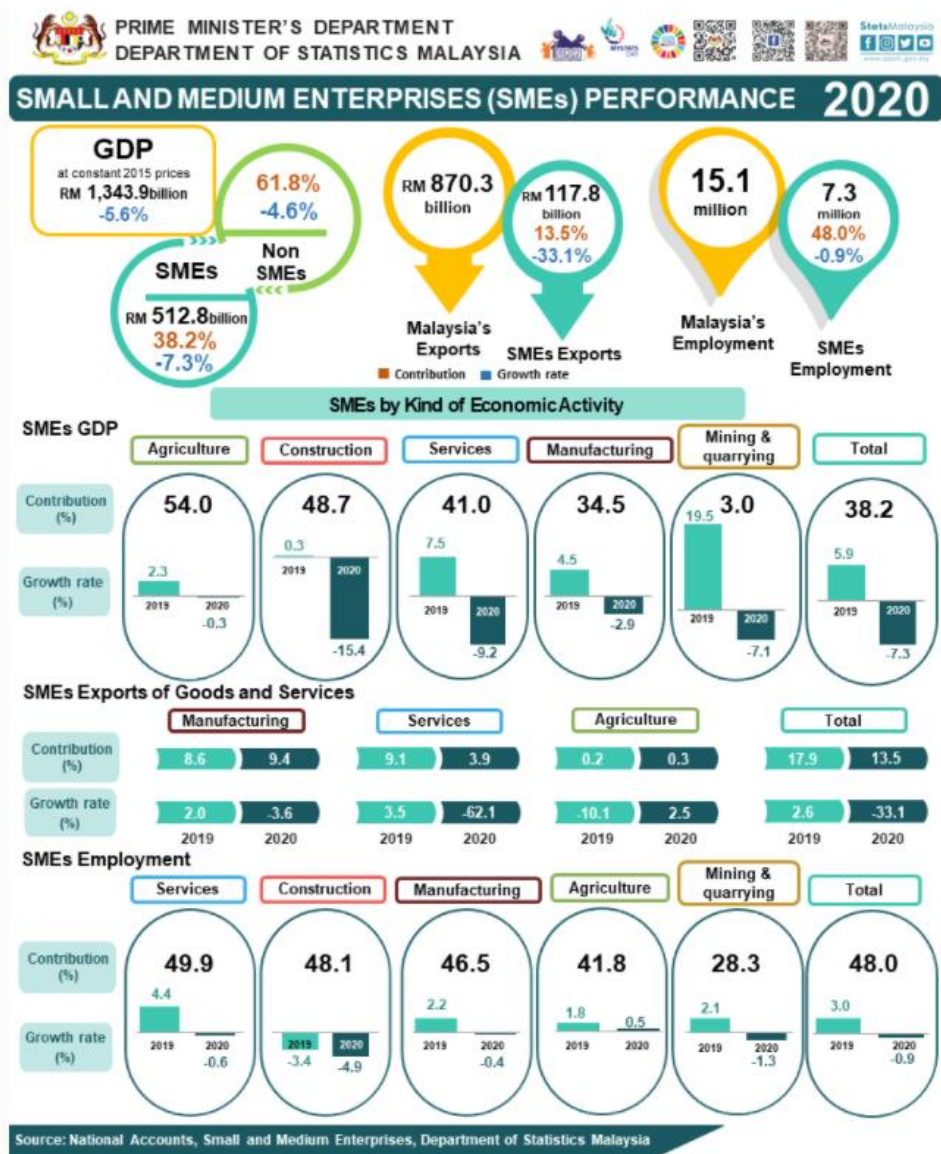 PRIME MINISTER'S DEPARTMENT
DEPARTMENT OF STATISTICS MALAYSIA
StatsMalaysia
SMALL AND MEDIUM ENTERPRISES (SMEs) PERFORMANCE 2020
GDP
at constant 2015 prices
RM 1,343.9billion
-5.6%
61.8%
-4.6%
Non
SMEs
SMEs
RM 512.8billion
38.2%
-7.3%
RM 870.3
billion
Malaysia's
Exports
RM 117.8
billion
13.5%
-33.1%
SMEs Exports
Contribution Growth rate
15.1
million
Malaysia's
Employment
7.3
million
48.0%
-0.9%
SMEs
Employment
SMEs by Kind of Economic Activity
SMEs GDP
Agriculture Construction Services Manufacturing Mining & quarrying Total
Contribution (%)
54.0 48.7 41.0 34.5 3.0 38.2
Growth rate (%)
2.3 0.3 7.5 4.5 19.5 5.9
2019 2020 2019 2020 2019 2020 2019 2020 2019 2020 2019 2020
-0.3 -15.4 -9.2 -2.9 -7.1 -7.3
SMEs Exports of Goods and Services
Manufacturing Services Agriculture Total
Contribution (%)
8.6 9.4 9.1 3.9 0.2 0.3 17.9 13.5
Growth rate (%)
2.0 -3.6 3.5 -62.1 -10.1 2.5 2.6 -33.1
2019 2020 2019 2020 2019 2020 2019 2020
SMEs Employment
Services Construction Manufacturing Agriculture Mining & quarrying Total
Contribution (%)
49.9 48.1 46.5 41.8 28.3 48.0
Growth rate (%)
4.4 -3.4 2.2 1.8 2.1 3.0
2019 2020 2019 2020 2019 2020 2019 2020 2019 2020 2019 2020
-0.6 -4.9 -0.4 0.5 -1.3 -0.9
Source: National Accounts, Small and Medium Enterprises, Department of Statistics Malaysia